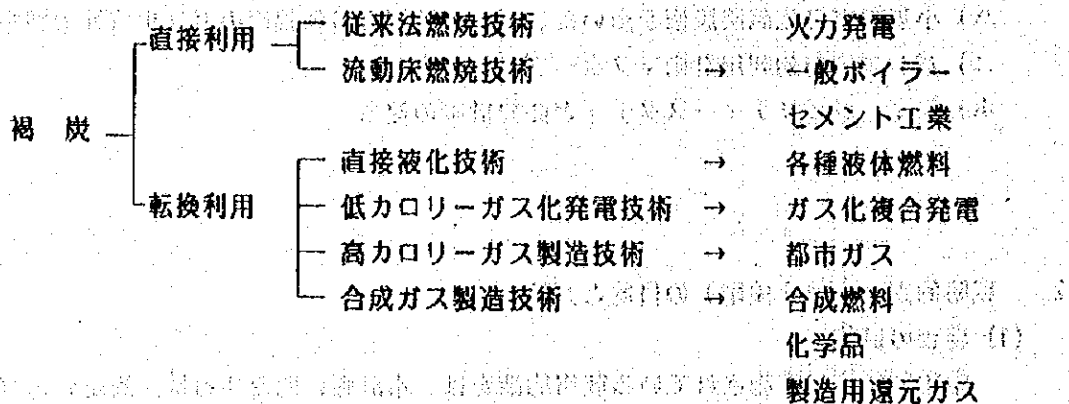 従来法燃焼技術 火力発電
直接利用
流動床燃焼技術 → 一般ボイラー
セメント工業
褐炭
直接液化技術 → 各種液体燃料
転換利用 低カロリーガス化発電技術 → ガス化複合発電
高カロリーガス製造技術 → 都市ガス
合成ガス製造技術 → 合成燃料
化学品
製造用還元ガス